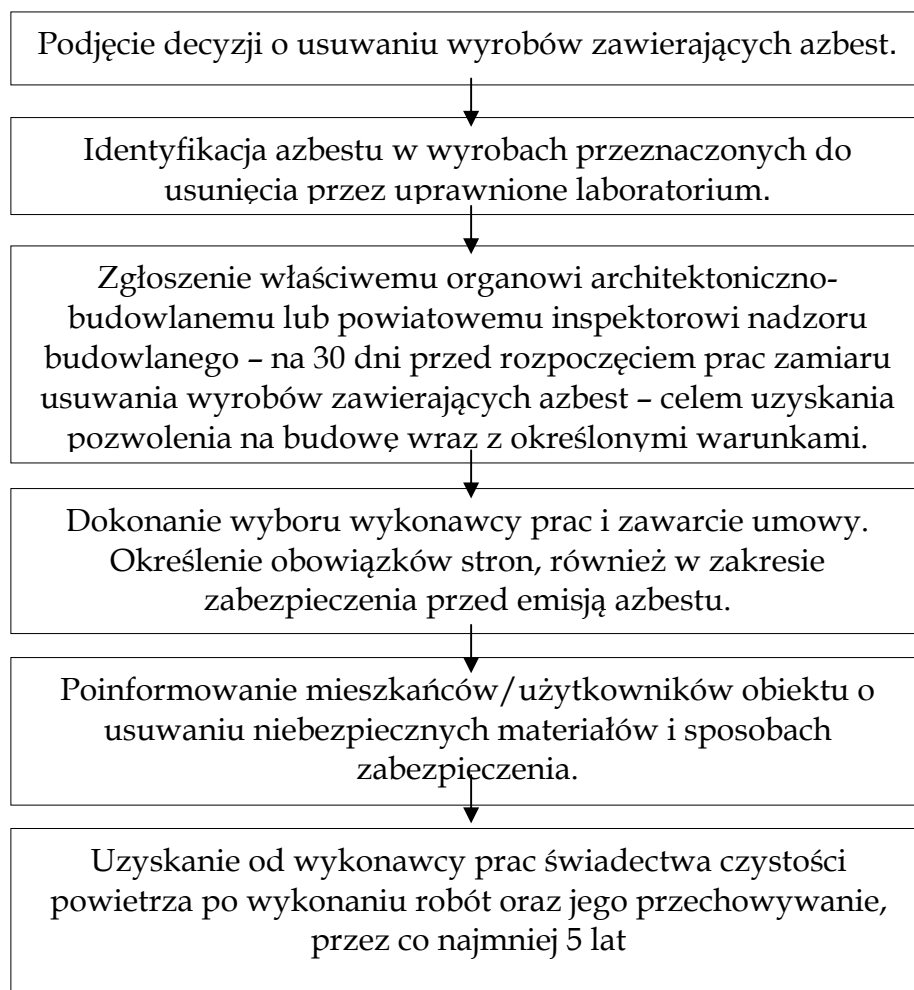 Podjęcie decyzji o usuwaniu wyrobów zawierających azbest.
Identyfikacja azbestu w wyrobach przeznaczonych do
usunięcia przez uprawnione laboratorium.
Zgłoszenie właściwemu organowi architektoniczno-
budowlanemu lub powiatowemu inspektorowi nadzoru
budowlanego – na 30 dni przed rozpoczęciem prac zamiaru
usuwania wyrobów zawierających azbest – celem uzyskania
pozwolenia na budowę wraz z określonymi warunkami.
Dokonanie wyboru wykonawcy prac i zawarcie umowy.
Określenie obowiązków stron, również w zakresie
zabezpieczenia przed emisją azbestu.
Poinformowanie mieszkańców/użytkowników obiektu o
usuwaniu niebezpiecznych materiałów i sposobach
zabezpieczenia.
Uzyskanie od wykonawcy prac świadectwa czystości
powietrza po wykonaniu robót oraz jego przechowywanie,
przez co najmniej 5 lat